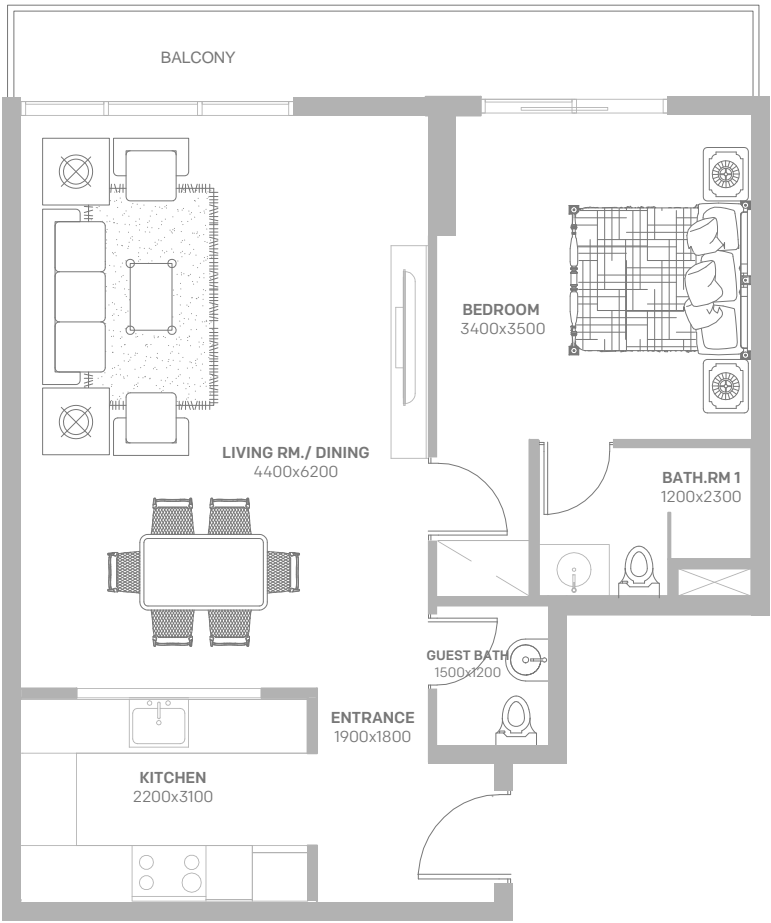 BALCONY
BEDROOM
3400x3500
LIVING RM./ DINING
4400x6200
BATH.RM 1
1200x2300
GUEST BATH
1500x1200
ENTRANCE
1900x1800
KITCHEN
2200x3100